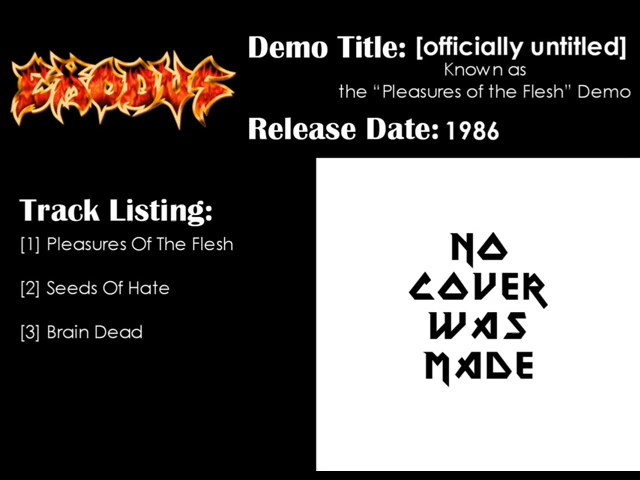 EXODUS
Demo Title: [officially untitled]
Known as
the “Pleasures of the Flesh” Demo
Release Date: 1986
Track Listing:
[1] Pleasures Of The Flesh
[2] Seeds Of Hate
[3] Brain Dead
NO
COVER
WAS
MADE